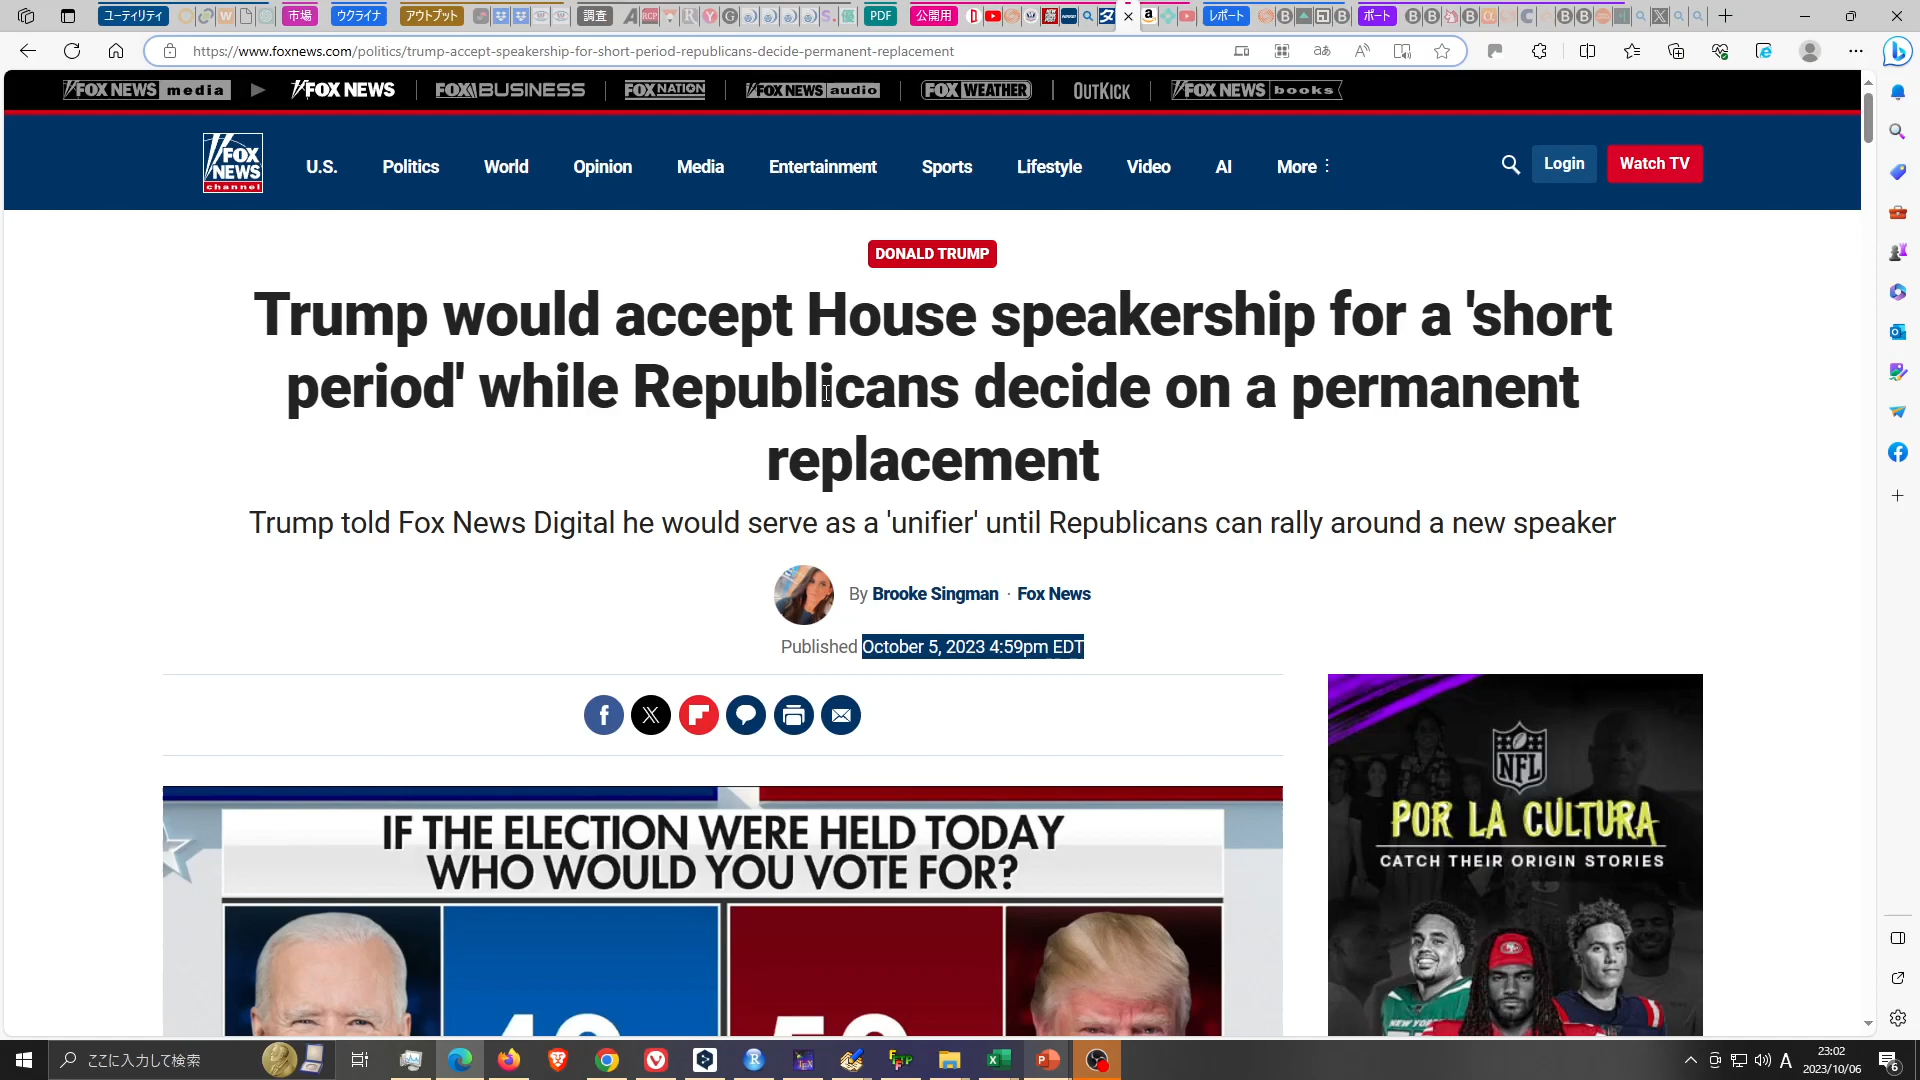 ユーティリティ
市場
ウクライナ
アウトプット
調査
PDF
公開用
レポート
ポート
https://www.foxnews.com/politics/trump-accept-speakership-for-short-period-republicans-decide-permanent-replacement
FOX NEWS media
FOX NEWS
FOX BUSINESS
FOX NATION
FOX NEWS audio
FOX WEATHER
OUTKICK
FOX NEWS books
FOX NEWS channel
U.S.
Politics
World
Opinion
Media
Entertainment
Sports
Lifestyle
Video
AI
More
Login
Watch TV
DONALD TRUMP
Trump would accept House speakership for a 'short
period' while Republicans decide on a permanent
replacement
Trump told Fox News Digital he would serve as a 'unifier' until Republicans can rally around a new speaker
By Brooke Singman · Fox News
Published October 5, 2023 4:59pm EDT
IF THE ELECTION WERE HELD TODAY
WHO WOULD YOU VOTE FOR?
NFL
POR LA CULTURA
CATCH THEIR ORIGIN STORIES
ここに入力して検索
A
23:02
2023/10/06
6